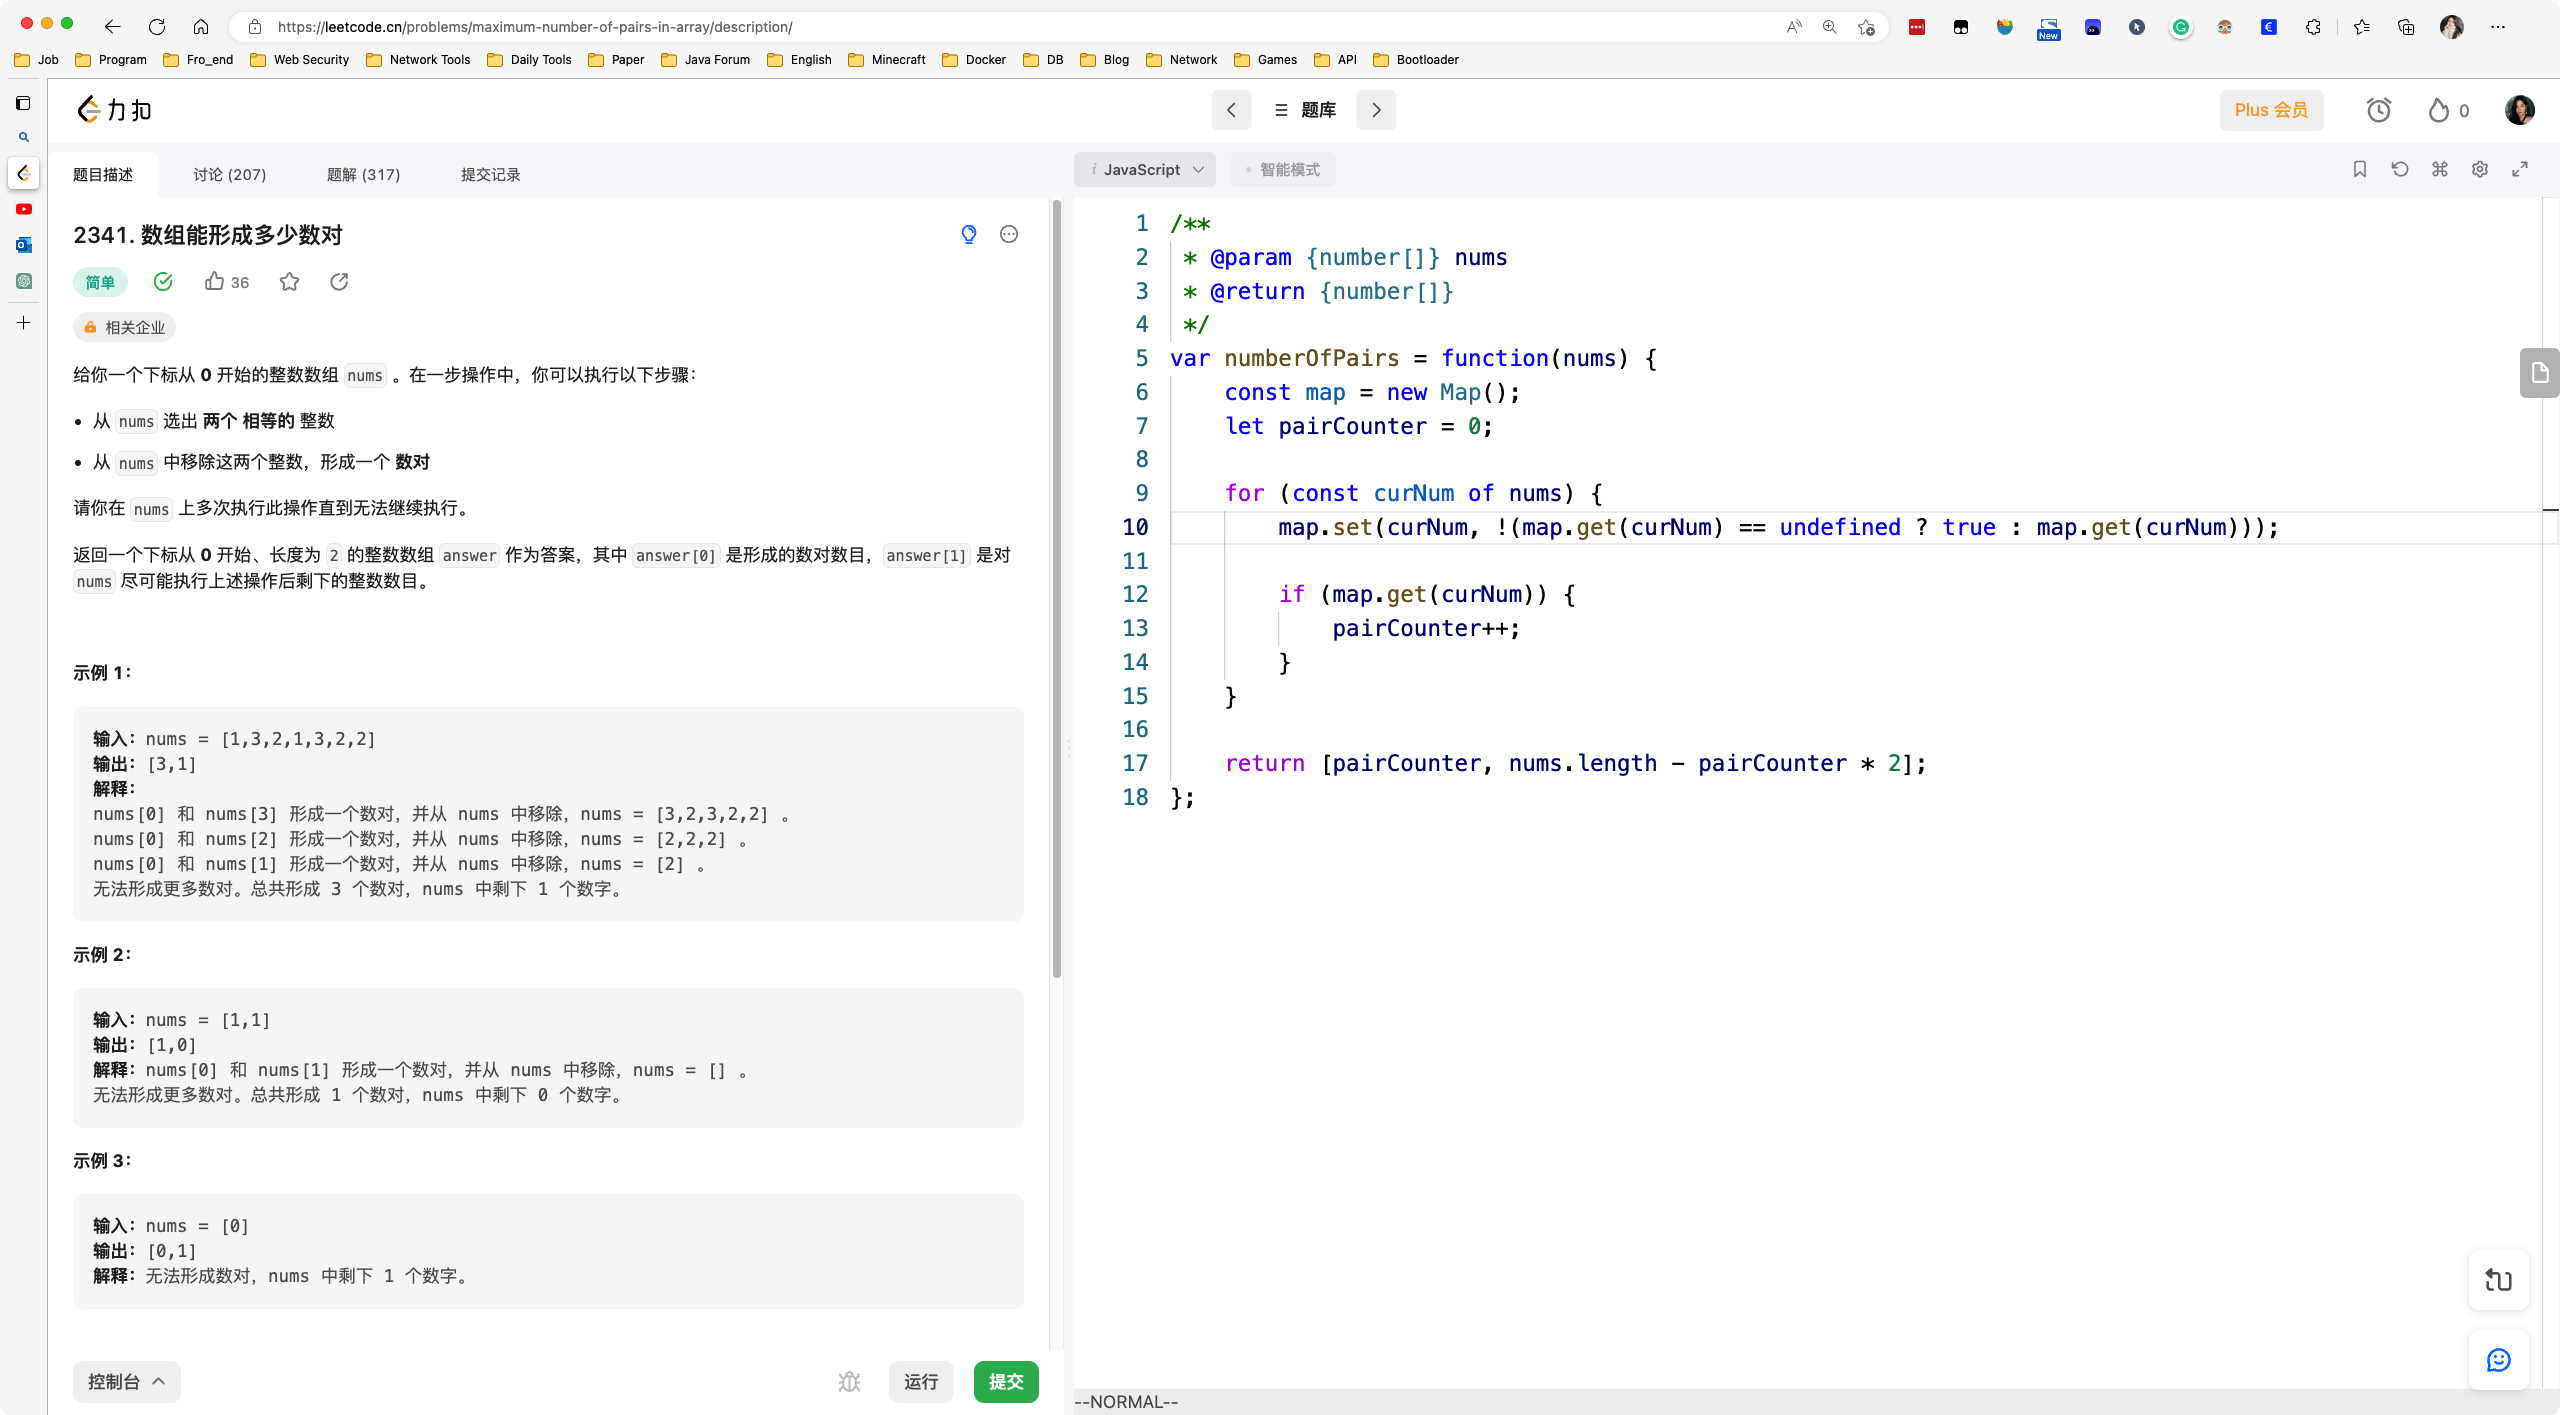 https://leetcode.cn/problems/maximum-number-of-pairs-in-array/description/
New
Job Program Fro_end Web Security Network Tools Daily Tools Paper Java Forum English Minecraft Docker DB Blog Network Games API Bootloader
力扣
题库
Plus 会员
0
题目描述 讨论 (207) 题解 (317) 提交记录
2341. 数组能形成多少数对
简单 36
相关企业
给你一个下标从 0 开始的整数数组 nums 。在一步操作中，你可以执行以下步骤：
• 从 nums 选出 两个 相等的 整数
• 从 nums 中移除这两个整数，形成一个 数对
请你在 nums 上多次执行此操作直到无法继续执行。
返回一个下标从 0 开始、长度为 2 的整数数组 answer 作为答案，其中 answer[0] 是形成的数对数目，answer[1] 是对
nums 尽可能执行上述操作后剩下的整数数目。
示例 1：
输入：nums = [1,3,2,1,3,2,2]
输出：[3,1]
解释：
nums[0] 和 nums[3] 形成一个数对，并从 nums 中移除，nums = [3,2,3,2,2] 。
nums[0] 和 nums[2] 形成一个数对，并从 nums 中移除，nums = [2,2,2] 。
nums[0] 和 nums[1] 形成一个数对，并从 nums 中移除，nums = [2] 。
无法形成更多数对。总共形成 3 个数对，nums 中剩下 1 个数字。
示例 2：
输入：nums = [1,1]
输出：[1,0]
解释：nums[0] 和 nums[1] 形成一个数对，并从 nums 中移除，nums = [] 。
无法形成更多数对。总共形成 1 个数对，nums 中剩下 0 个数字。
示例 3：
输入：nums = [0]
输出：[0,1]
解释：无法形成数对，nums 中剩下 1 个数字。
控制台 运行 提交
i JavaScript 智能模式
1 /**
2  * @param {number[]} nums
3  * @return {number[]}
4  */
5 var numberOfPairs = function(nums) {
6     const map = new Map();
7     let pairCounter = 0;
8
9     for (const curNum of nums) {
10         map.set(curNum, !(map.get(curNum) == undefined ? true : map.get(curNum)));
11
12         if (map.get(curNum)) {
13             pairCounter++;
14         }
15     }
16
17     return [pairCounter, nums.length - pairCounter * 2];
18 };
--NORMAL--